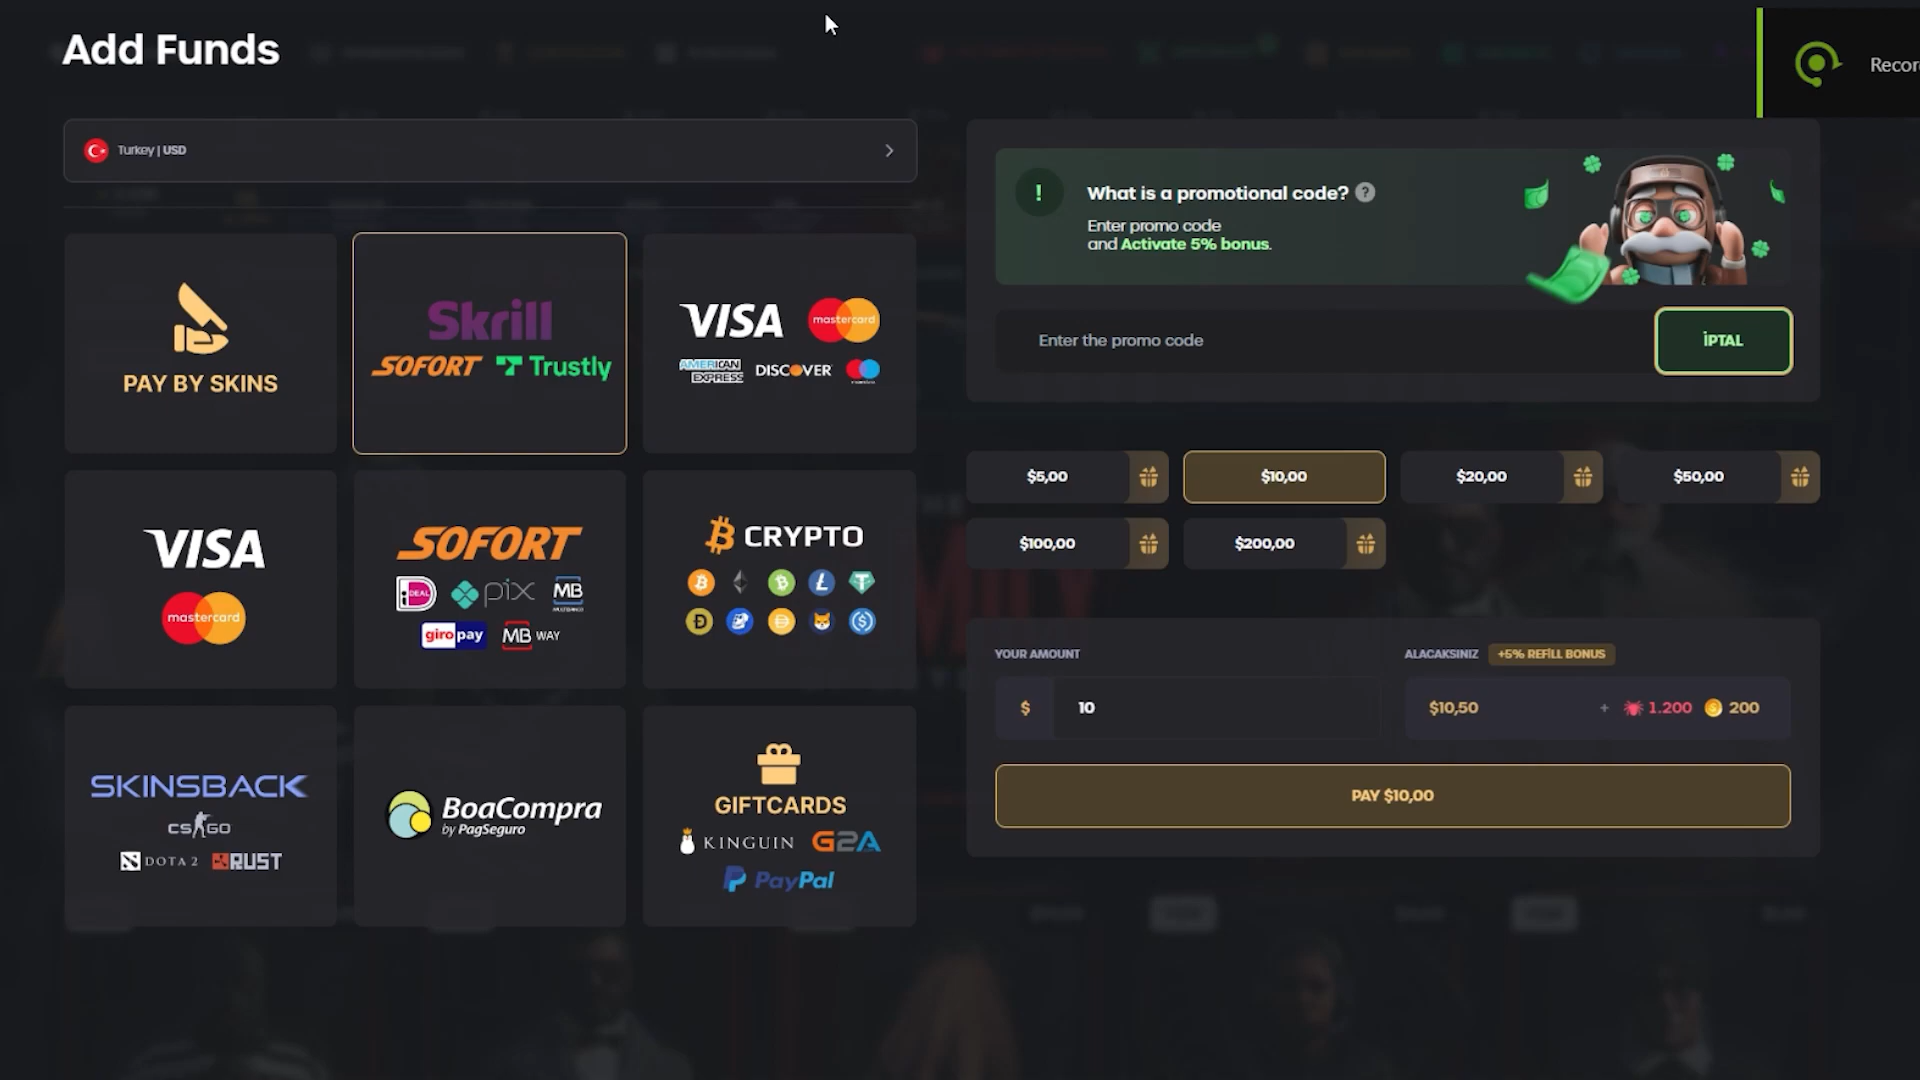 Add Funds
Recor
Turkey | USD
PAY BY SKINS
Skrill
SOFORT Trustly
VISA mastercard
AMERICAN EXPRESS DISCOVER
VISA
mastercard
SOFORT
iDEAL pix MB
giropay MB WAY
CRYPTO
SKINSBACK
CS GO
DOTA 2 RUST
BoaCompra
by PagSeguro
GIFTCARDS
KINGUIN G2A
PayPal
! What is a promotional code? ?
Enter promo code
and Activate 5% bonus.
Enter the promo code
İPTAL
$5,00 $10,00 $20,00 $50,00
$100,00 $200,00
YOUR AMOUNT
$ 10
ALACAKSINIZ +5% REFİLL BONUS
$10,50 + 1.200 200
PAY $10,00